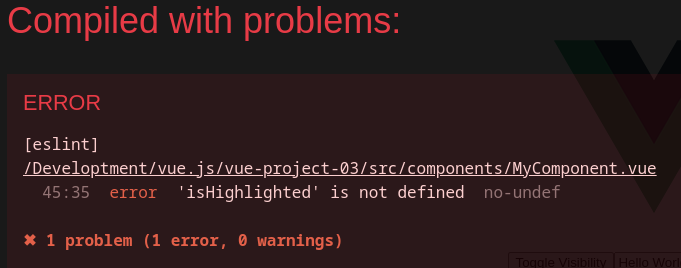 Compiled with problems:
ERROR
[eslint]
/Developtment/vue.js/vue-project-03/src/components/MyComponent.vue
45:35 error 'isHighlighted' is not defined no-undef
✖ 1 problem (1 error, 0 warnings)
Toggle Visibility Hello